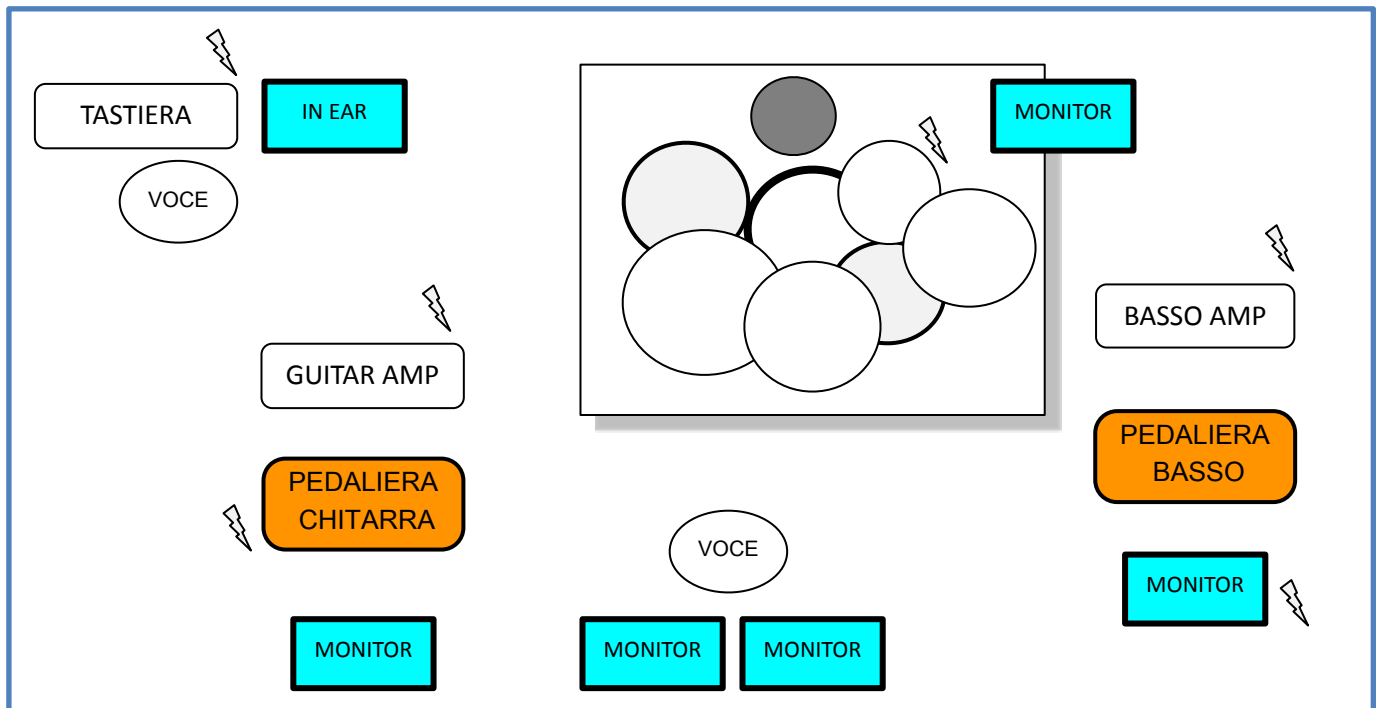 TASTIERA
IN EAR
MONITOR
VOCE
BASSO AMP
GUITAR AMP
PEDALIERA
BASSO
PEDALIERA
CHITARRA
VOCE
MONITOR
MONITOR
MONITOR
MONITOR